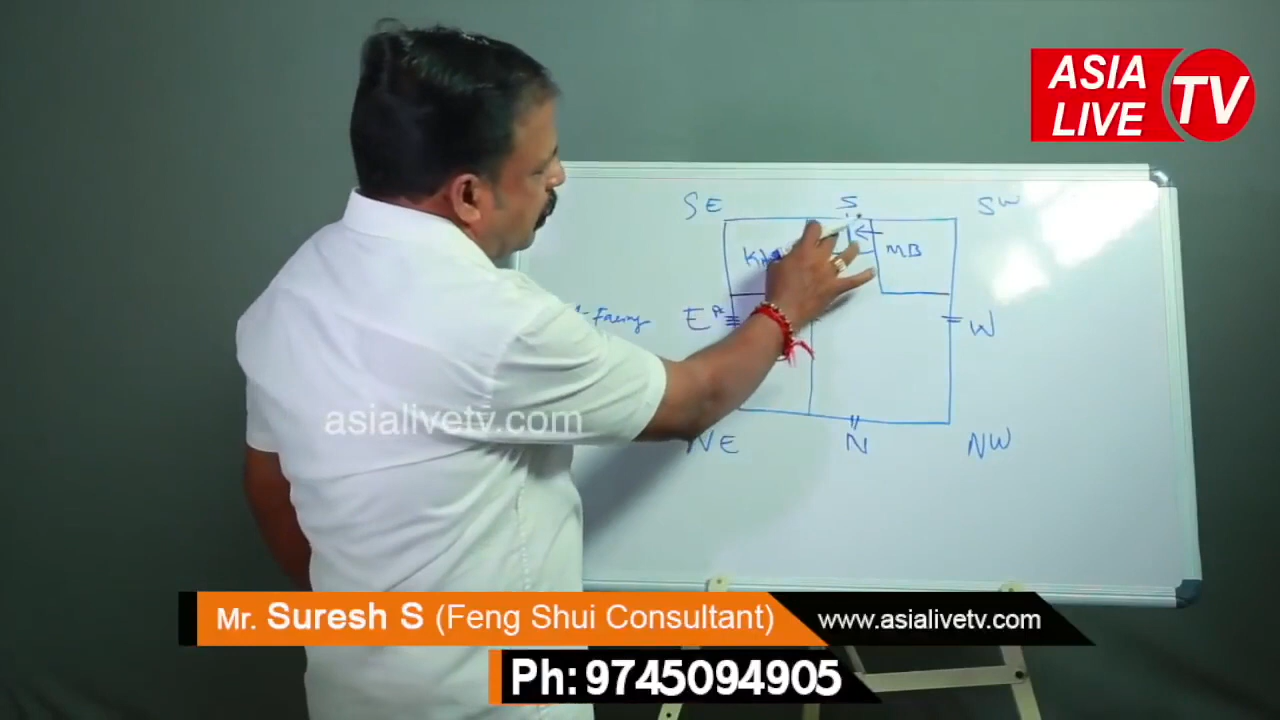 ASIA
LIVE
TV
SE
S
SW
MB
Facing
E
W
asialivetv.com
NE
N
NW
Mr. Suresh S (Feng Shui Consultant)
www.asialivetv.com
Ph: 9745094905